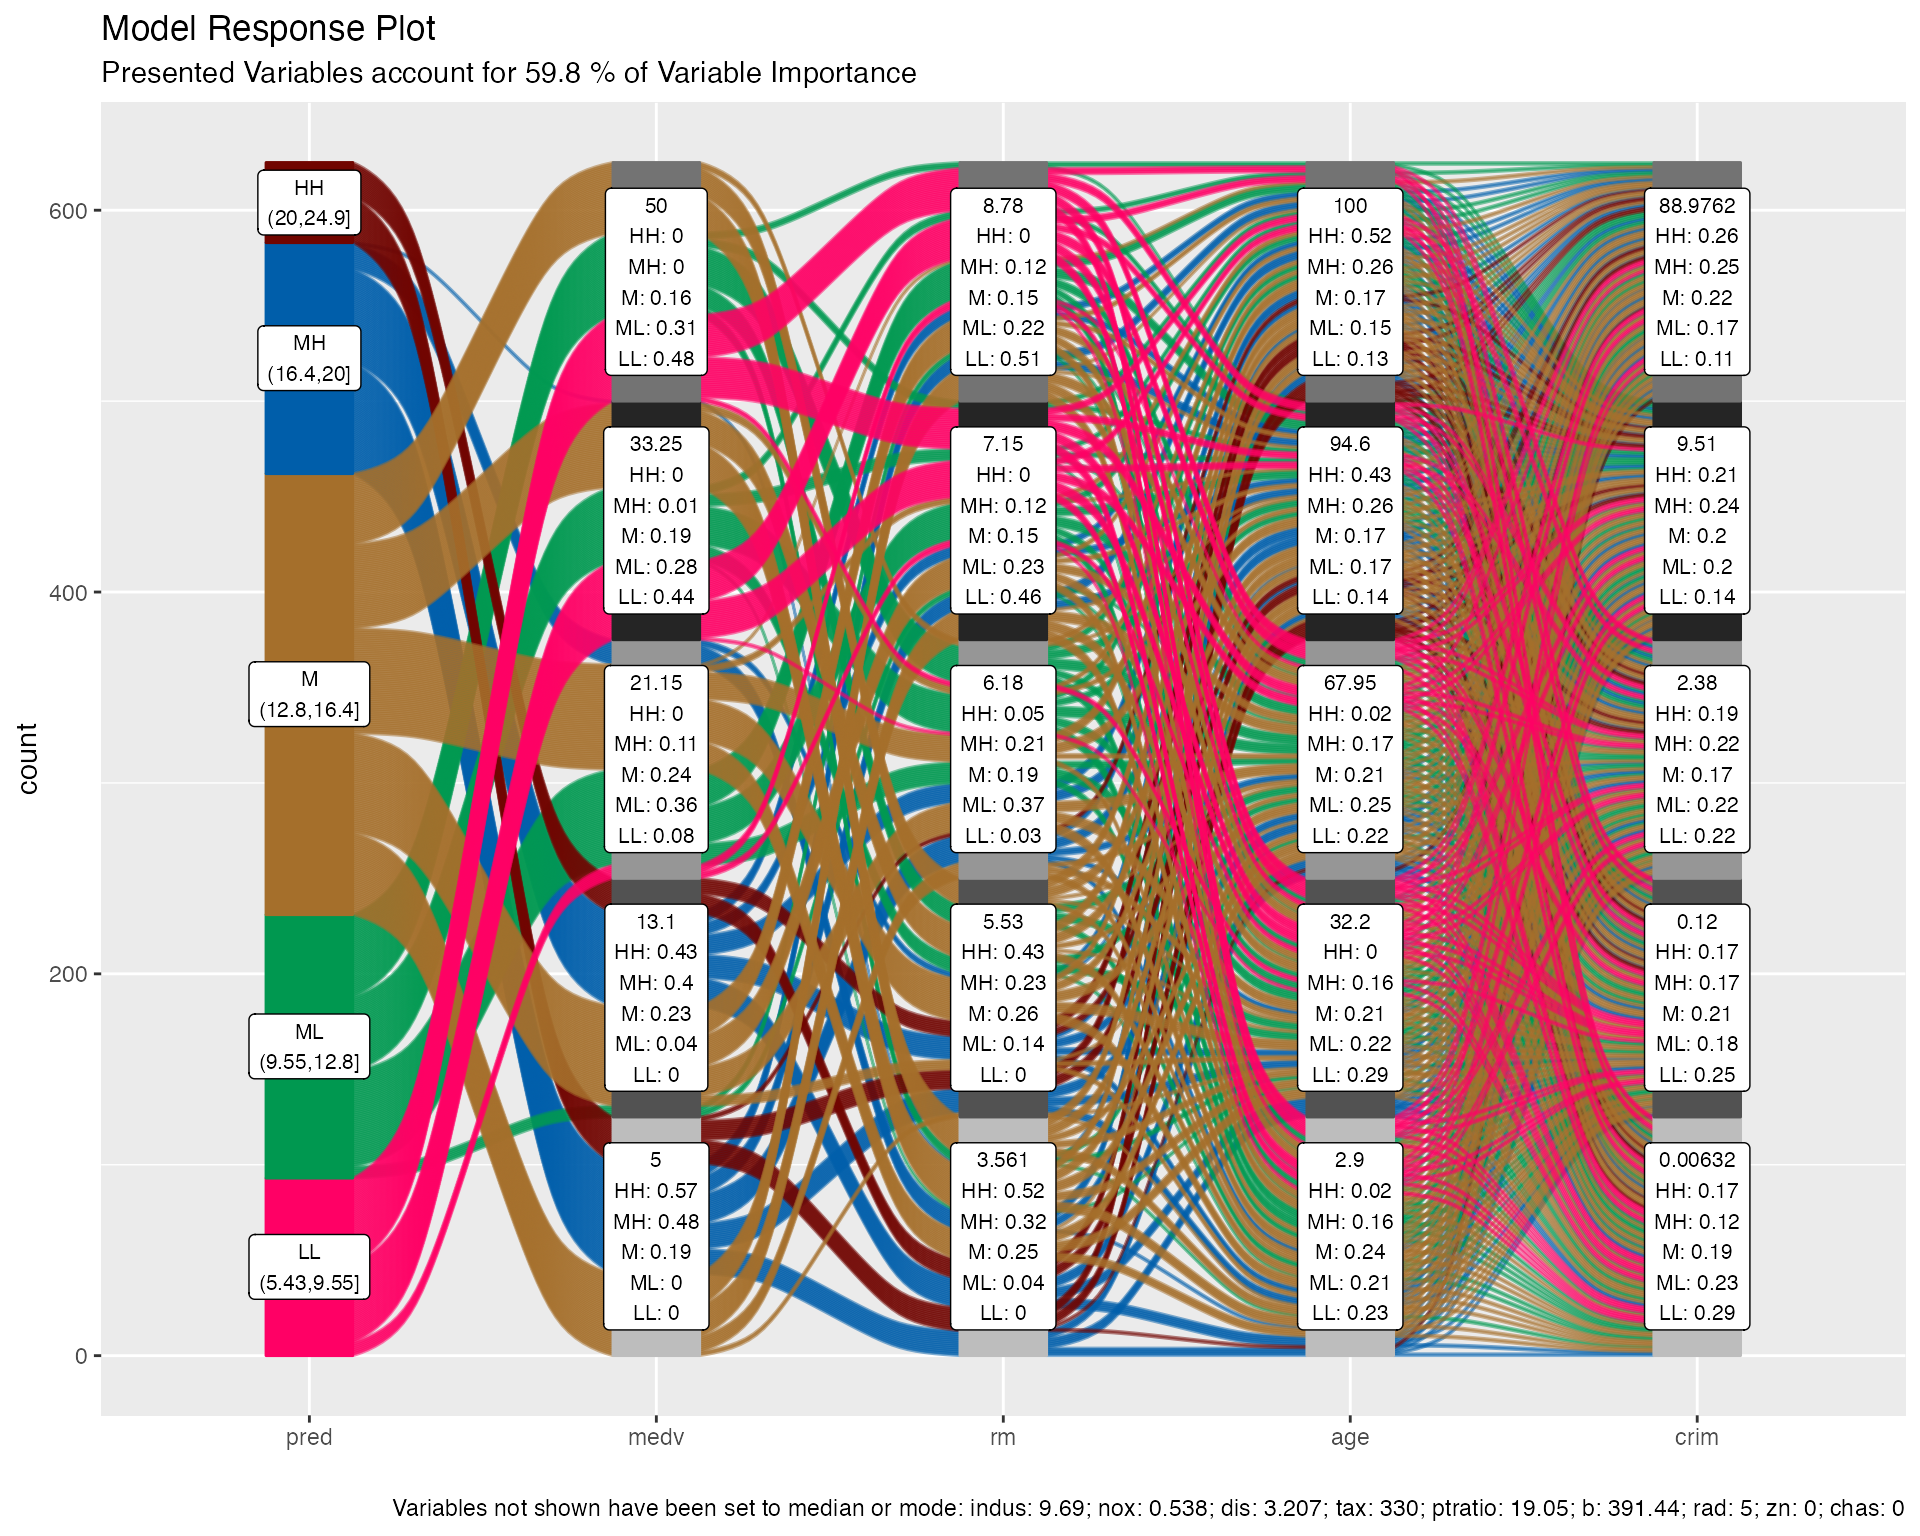 Model Response Plot
Presented Variables account for 59.8 % of Variable Importance
count
600
400
200
0
HH
(20,24.9]
MH
(16.4,20]
M
(12.8,16.4]
ML
(9.55,12.8]
LL
(5.43,9.55]
50
HH: 0
MH: 0
M: 0.16
ML: 0.31
LL: 0.48
33.25
HH: 0
MH: 0.01
M: 0.19
ML: 0.28
LL: 0.44
21.15
HH: 0
MH: 0.11
M: 0.24
ML: 0.36
LL: 0.08
13.1
HH: 0.43
MH: 0.4
M: 0.23
ML: 0.04
LL: 0
5
HH: 0.57
MH: 0.48
M: 0.19
ML: 0
LL: 0
8.78
HH: 0
MH: 0.12
M: 0.15
ML: 0.22
LL: 0.51
7.15
HH: 0
MH: 0.12
M: 0.15
ML: 0.23
LL: 0.46
6.18
HH: 0.05
MH: 0.21
M: 0.19
ML: 0.37
LL: 0.03
5.53
HH: 0.43
MH: 0.23
M: 0.26
ML: 0.14
LL: 0
3.561
HH: 0.52
MH: 0.32
M: 0.25
ML: 0.04
LL: 0
100
HH: 0.52
MH: 0.26
M: 0.17
ML: 0.15
LL: 0.13
94.6
HH: 0.43
MH: 0.26
M: 0.17
ML: 0.17
LL: 0.14
67.95
HH: 0.02
MH: 0.17
M: 0.21
ML: 0.25
LL: 0.22
32.2
HH: 0
MH: 0.16
M: 0.21
ML: 0.22
LL: 0.29
2.9
HH: 0.02
MH: 0.16
M: 0.24
ML: 0.21
LL: 0.23
88.9762
HH: 0.26
MH: 0.25
M: 0.22
ML: 0.17
LL: 0.11
9.51
HH: 0.21
MH: 0.24
M: 0.2
ML: 0.2
LL: 0.14
2.38
HH: 0.19
MH: 0.22
M: 0.17
ML: 0.22
LL: 0.22
0.12
HH: 0.17
MH: 0.17
M: 0.21
ML: 0.18
LL: 0.25
0.00632
HH: 0.17
MH: 0.12
M: 0.19
ML: 0.23
LL: 0.29
pred
medv
rm
age
crim
Variables not shown have been set to median or mode: indus: 9.69; nox: 0.538; dis: 3.207; tax: 330; ptratio: 19.05; b: 391.44; rad: 5; zn: 0; chas: 0